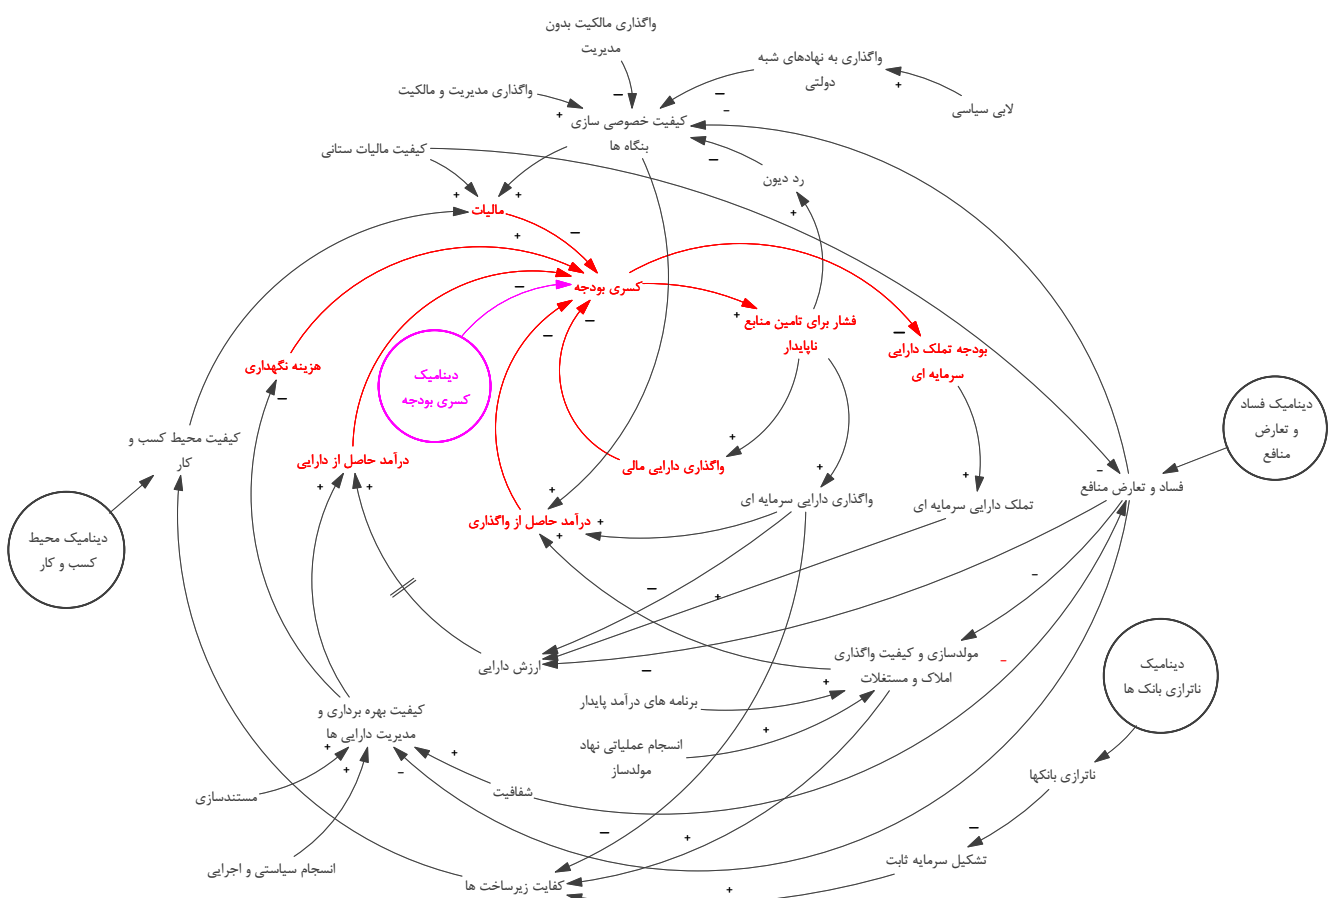 واگذاری مالکیت بدون
مدیریت
واگذاری به نهادهای شبه
دولتی
لابی سیاسی
واگذاری مدیریت و مالکیت
کیفیت خصوصی سازی
بنگاه ها
کیفیت مالیات ستانی
رد دیون
مالیات
کسری بودجه
فشار برای تامین منابع
ناپایدار
بودجه تملک دارایی
سرمایه ای
هزینه نگهداری
دینامیک
کسری بودجه
دینامیک فساد
و تعارض
منافع
کیفیت محیط کسب و
کار
درآمد حاصل از دارایی
واگذاری دارایی مالی
واگذاری دارایی سرمایه ای
تملک دارایی سرمایه ای
فساد و تعارض منافع
درآمد حاصل از واگذاری
دینامیک محیط
کسب و کار
ارزش دارایی
مولدسازی و کیفیت واگذاری
املاک و مستغلات
دینامیک
ناترازی بانک ها
برنامه های درآمد پایدار
کیفیت بهره برداری و
مدیریت دارایی ها
انسجام عملیاتی نهاد
مولدساز
ناترازی بانکها
شفافیت
مستندسازی
تشکیل سرمایه ثابت
انسجام سیاستی و اجرایی
کفایت زیرساخت ها